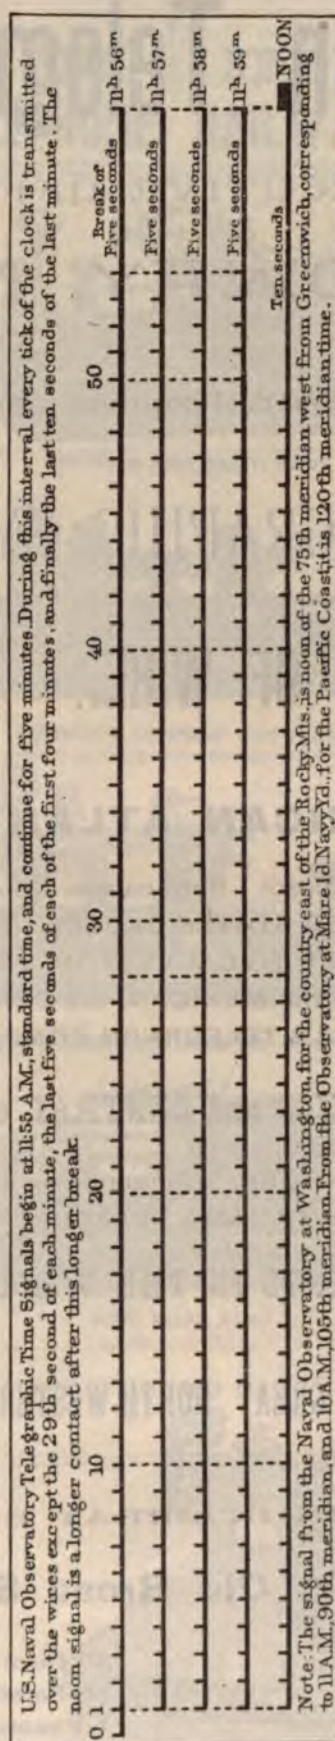 U.S. Naval Observatory Telegraphic Time Signals begin at 11:55 A.M., standard time, and continue for five minutes. During this interval every tick of the clock is transmitted
over the wires except the 29th second of each minute, the last five seconds of each of the first four minutes, and finally the last ten seconds of the last minute. The
noon signal is a longer contact after this longer break.
0 1 10 20 30 40 50 Break of
Five seconds 11h 56m
Five seconds 11h 57m
Five seconds 11h 58m
Five seconds 11h 59m
Ten seconds NOON
Note: The signal from the Naval Observatory at Washington, for the country east of the Rocky Mts., is noon of the 75th meridian west from Greenwich, corresponding
to 11 A.M., 90th meridian, and 10 A.M., 105th meridian. From the Observatory at Mare Id. Navy Yd., for the Pacific Coast, it is 120th meridian time.